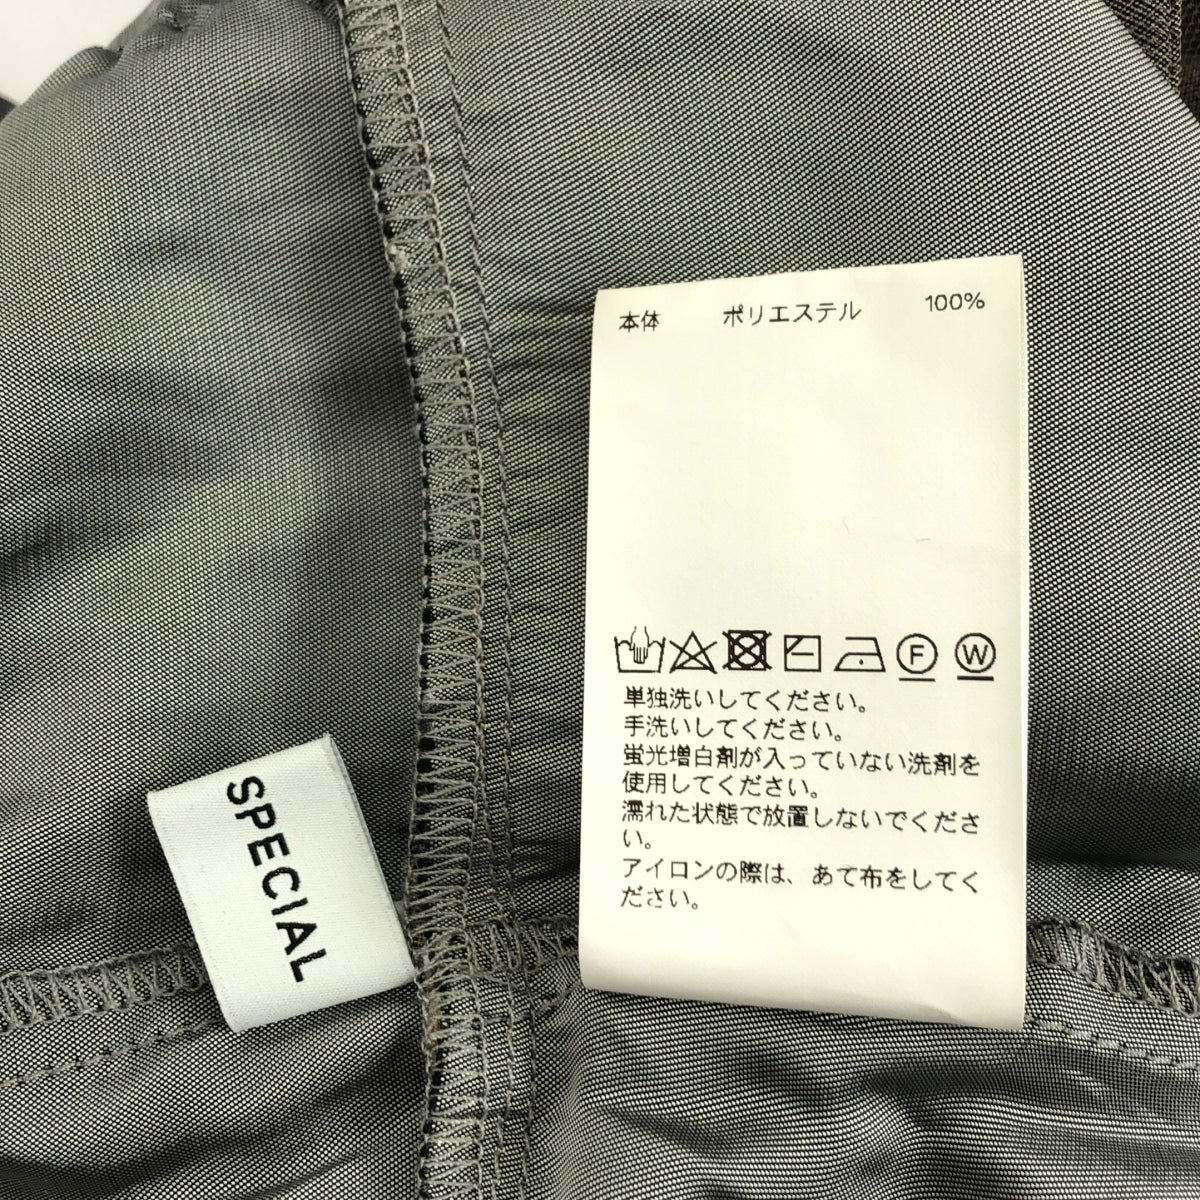 本体 ポリエステル 100%
F W
単独洗いしてください。
手洗いしてください。
蛍光増白剤が入っていない洗剤を
使用してください。
濡れた状態で放置しないでくださ
い。
アイロンの際は、あて布をしてく
ださい。
SPECIAL